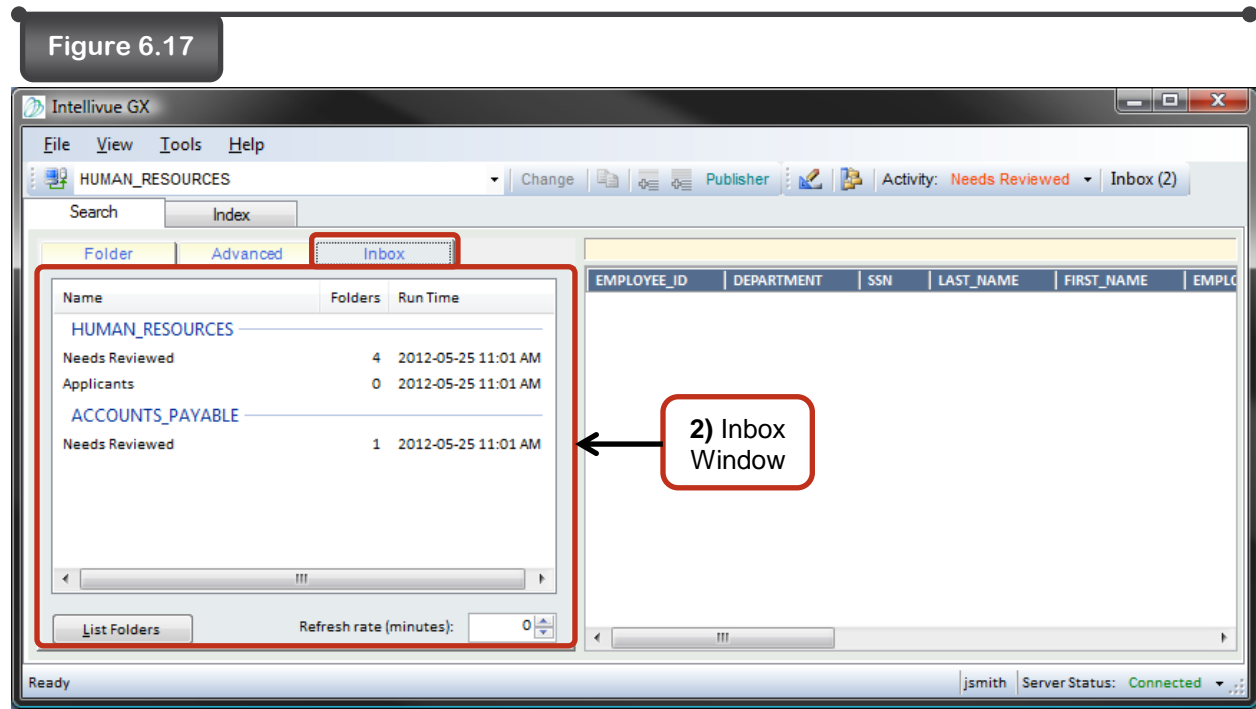 Figure 6.17
Intellivue GX
File View Tools Help
HUMAN_RESOURCES Change Publisher Activity: Needs Reviewed Inbox (2)
Search Index
Folder Advanced Inbox
Name Folders Run Time
HUMAN_RESOURCES
Needs Reviewed 4 2012-05-25 11:01 AM
Applicants 0 2012-05-25 11:01 AM
ACCOUNTS_PAYABLE
Needs Reviewed 1 2012-05-25 11:01 AM
List Folders Refresh rate (minutes): 0
EMPLOYEE_ID DEPARTMENT SSN LAST_NAME FIRST_NAME EMPLO
2) Inbox
Window
Ready jsmith Server Status: Connected